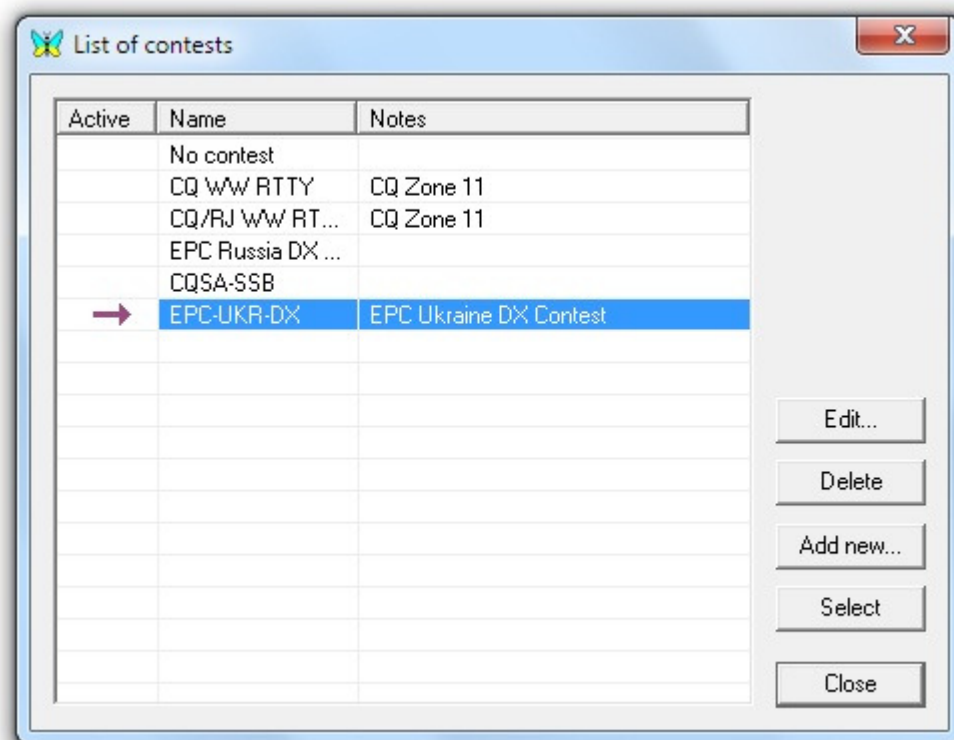 List of contests
Active Name Notes
No contest
CQ WW RTTY CQ Zone 11
CQ/RJ WW RT... CQ Zone 11
EPC Russia DX ...
CQSA-SSB
EPC-UKR-DX EPC Ukraine DX Contest
Edit...
Delete
Add new...
Select
Close